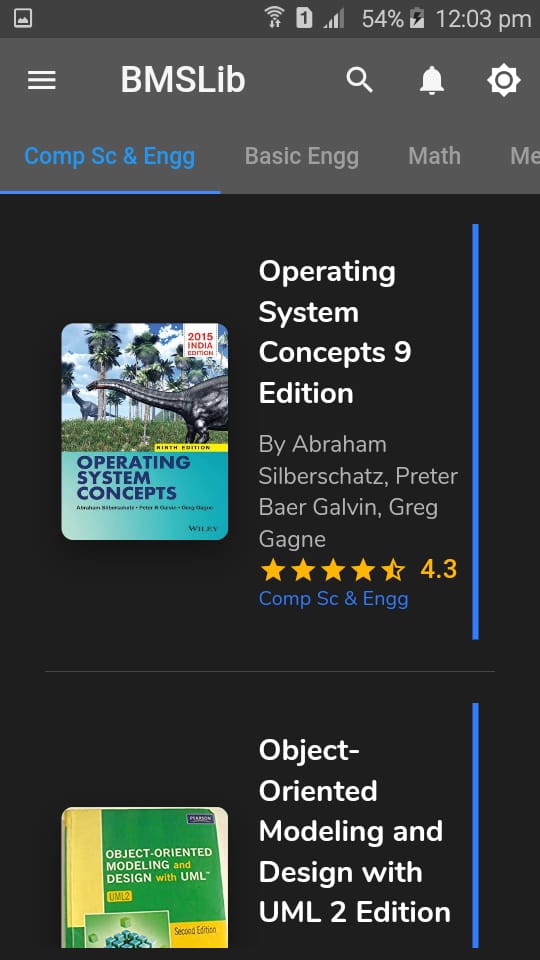 1
54%
12:03 pm
BMSLib
Comp Sc & Engg
Basic Engg
Math
Me
Operating
System
Concepts 9
Edition
By Abraham
Silberschatz, Preter
Baer Galvin, Greg
Gagne
4.3
Comp Sc & Engg
2015
INDIA
EDITION
NINTH EDITION
OPERATING
SYSTEM
CONCEPTS
Abraham Silberschatz • Peter B Galvin • Greg Gagne
WILEY
Object-
Oriented
Modeling and
Design with
UML 2 Edition
PEARSON
OBJECT-ORIENTED
MODELING and
DESIGN with UML™
UML2
Second Edition